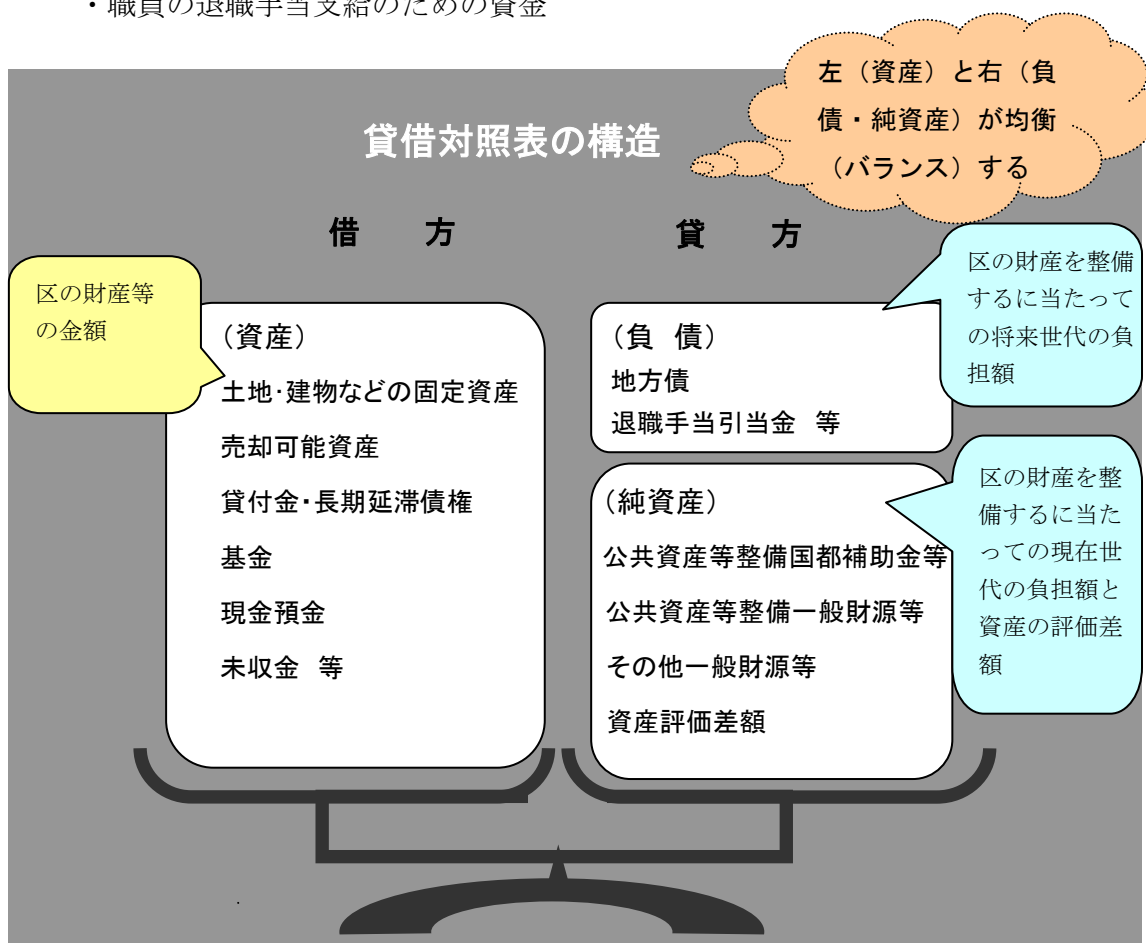 ・職員の退職手当支給のための資金
左（資産）と右（負
債・純資産）が均衡
（バランス）する
貸借対照表の構造
借　方
貸　方
区の財産等
の金額
（資産）
土地・建物などの固定資産
売却可能資産
貸付金・長期延滞債権
基金
現金預金
未収金　等
（負　債）
地方債
退職手当引当金　等
区の財産を整備
するに当たって
の将来世代の負
担額
（純資産）
公共資産等整備国都補助金等
公共資産等整備一般財源等
その他一般財源等
資産評価差額
区の財産を整
備するに当た
っての現在世
代の負担額と
資産の評価差
額